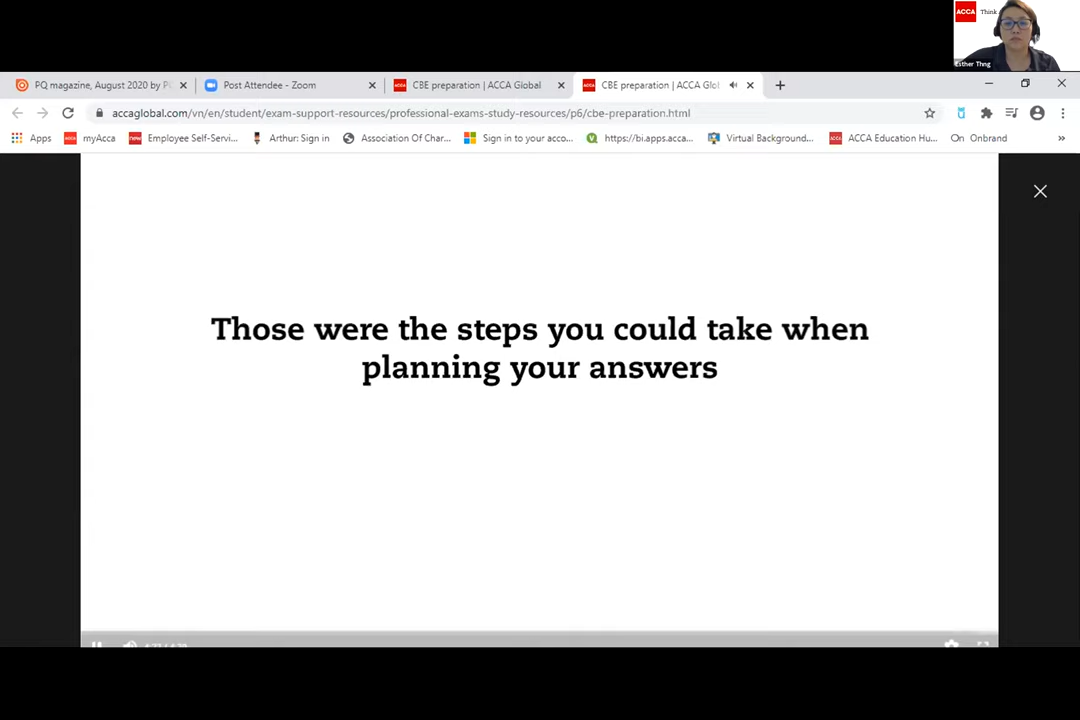 ACCA
Think
Esther Thng
PQ magazine, August 2020 by P
Post Attendee - Zoom
CBE preparation | ACCA Global
CBE preparation | ACCA Glo
accaglobal.com/vn/en/student/exam-support-resources/professional-exams-study-resources/p6/cbe-preparation.html
Apps
myAcca
Employee Self-Servi...
Arthur: Sign in
Association Of Char...
Sign in to your acco...
https://bi.apps.acca...
Virtual Background...
ACCA Education Hu...
On Onbrand
Those were the steps you could take when
planning your answers